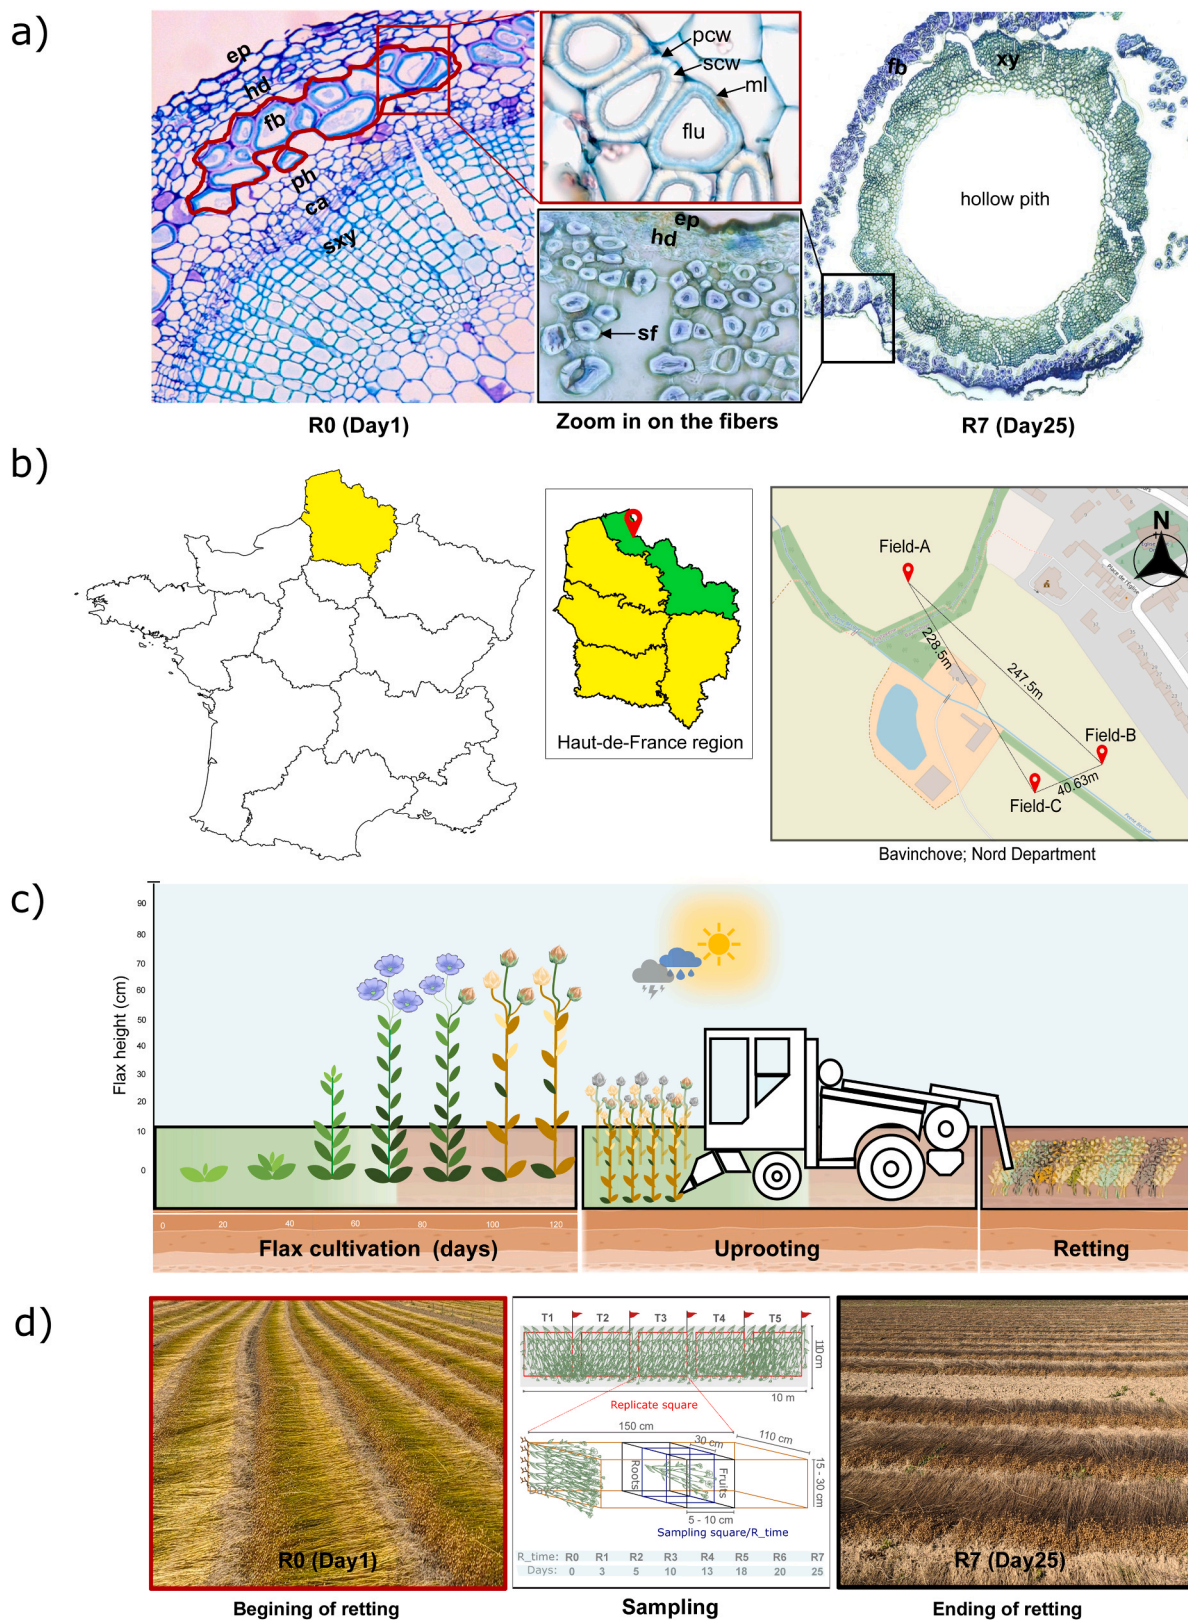 a)
ep
hd
fb
ph
ca
sxy
R0 (Day1)
pcw
scw
ml
flu
ep
hd
sf
Zoom in on the fibers
fb
xy
hollow pith
R7 (Day25)
b)
Haut-de-France region
N
Field-A
Place de l'Église
228.5m
247.5m
Field-B
40.63m
Field-C
Bavinchove; Nord Department
c)
Flax height (cm)
90
80
70
60
50
40
30
20
10
0
0 20 40 60 80 100 120
Flax cultivation (days)
Uprooting
Retting
d)
R0 (Day1)
Begining of retting
T1 T2 T3 T4 T5
110 cm
10 m
Replicate square
150 cm
110 cm
30 cm
Roots
Fruits
15 - 30 cm
5 - 10 cm
Sampling square/R_time
R_time: R0 R1 R2 R3 R4 R5 R6 R7
Days: 0 3 5 10 13 18 20 25
Sampling
R7 (Day25)
Ending of retting